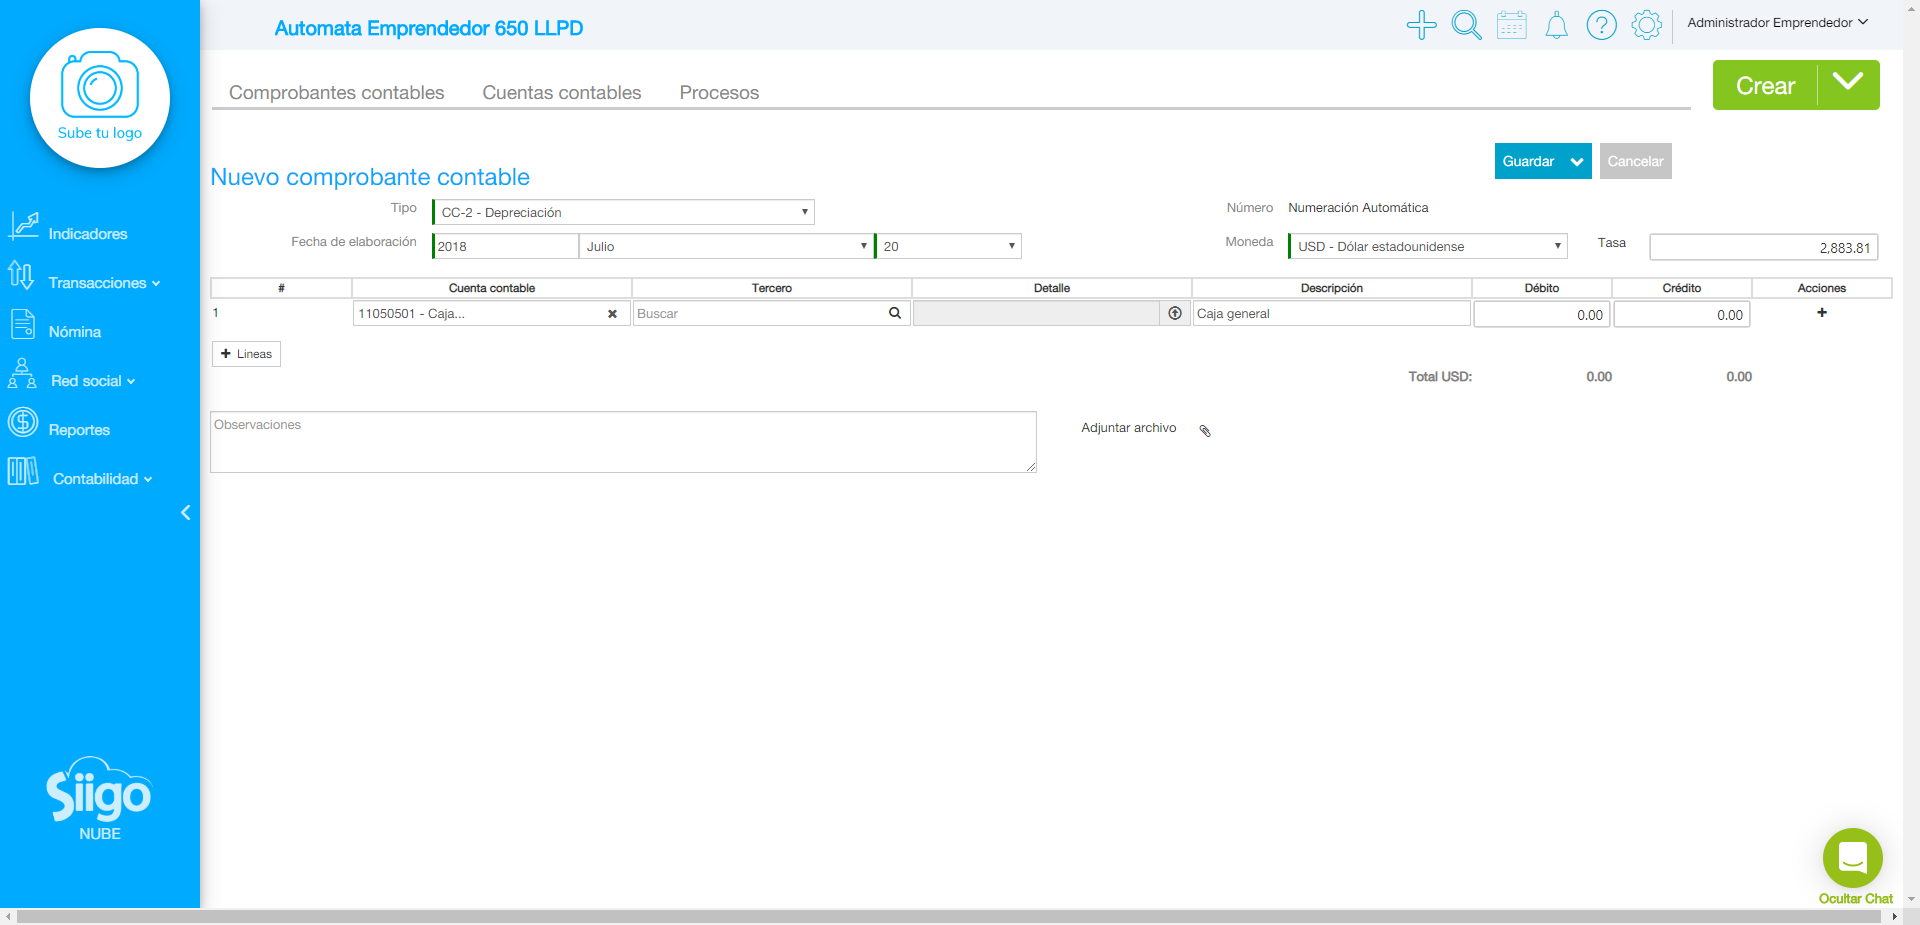 Automata Emprendedor 650 LLPD
Administrador Emprendedor
Sube tu logo
Comprobantes contables Cuentas contables Procesos
Crear
Guardar Cancelar
Nuevo comprobante contable
Tipo CC-2 - Depreciación Número Numeración Automática
Fecha de elaboración 2018 Julio 20 Moneda USD - Dólar estadounidense Tasa 2,883.81
# Cuenta contable Tercero Detalle Descripción Débito Crédito Acciones
1 11050501 - Caja... Buscar Caja general 0.00 0.00
Lineas
Total USD: 0.00 0.00
Observaciones
Adjuntar archivo
Indicadores
Transacciones
Nómina
Red social
Reportes
Contabilidad
Siigo
NUBE
Ocultar Chat